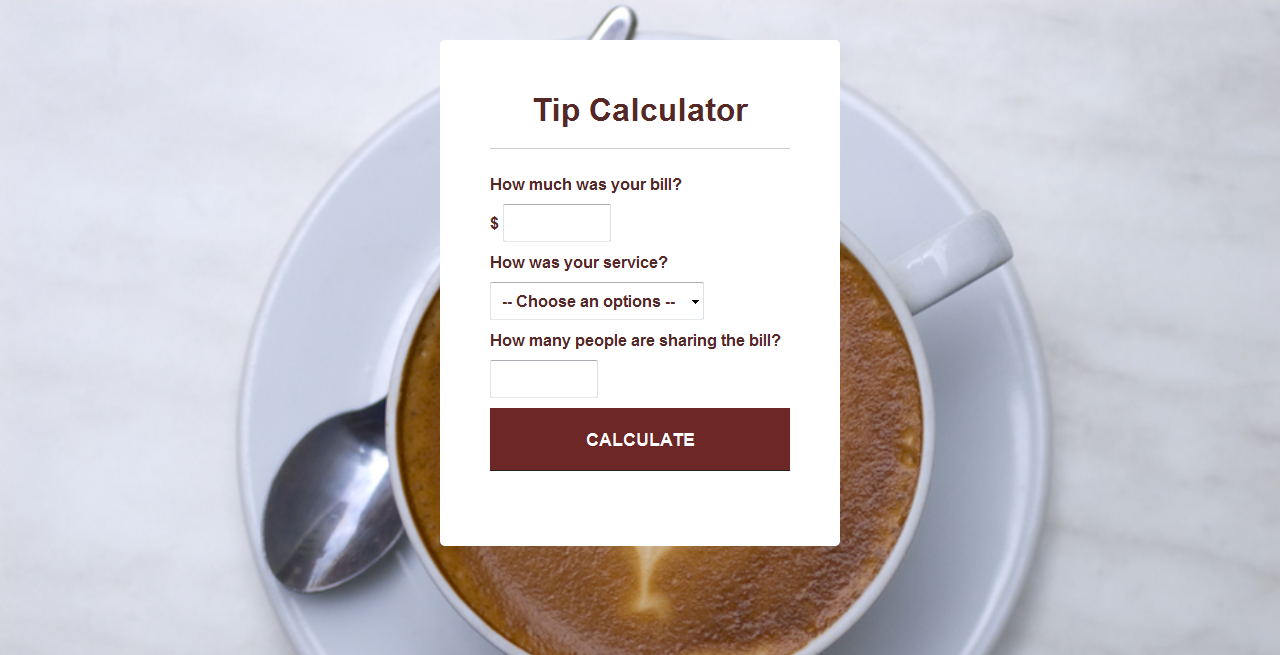 Tip Calculator
How much was your bill?
$
How was your service?
-- Choose an options --
How many people are sharing the bill?
CALCULATE